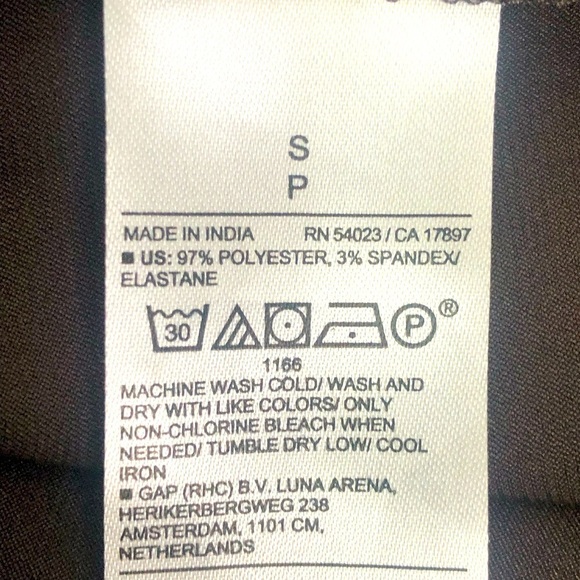 S
P
MADE IN INDIA RN 54023 / CA 17897
■ US: 97% POLYESTER, 3% SPANDEX/
ELASTANE
30 P ®
1166
MACHINE WASH COLD/ WASH AND
DRY WITH LIKE COLORS/ ONLY
NON-CHLORINE BLEACH WHEN
NEEDED/ TUMBLE DRY LOW/ COOL
IRON
■ GAP (RHC) B.V. LUNA ARENA,
HERIKERBERGWEG 238
AMSTERDAM, 1101 CM,
NETHERLANDS